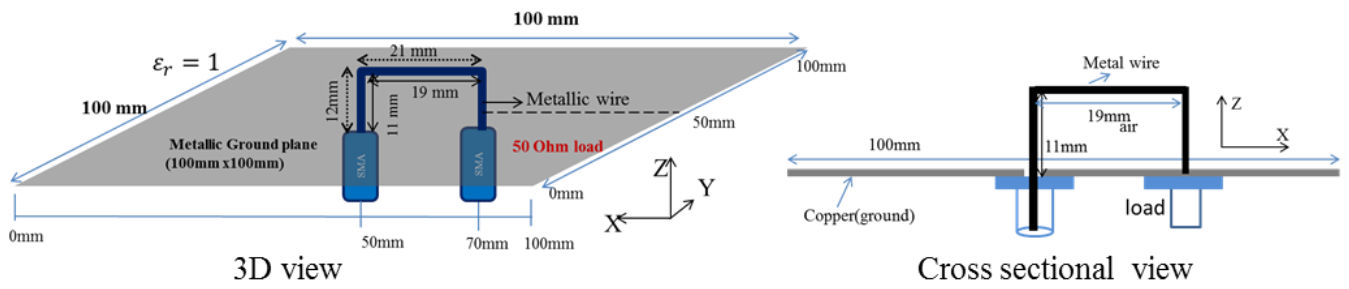 100 mm
21 mm
εr = 1
100 mm
12mm
11 mm
19 mm
Metallic wire
100mm
50mm
0mm
Metallic Ground plane
(100mm x100mm)
SMA
SMA
50 Ohm load
Z
Y
X
0mm
50mm
70mm
100mm
3D view
Metal wire
19mm
air
11mm
Z
X
100mm
Copper(ground)
load
Cross sectional view